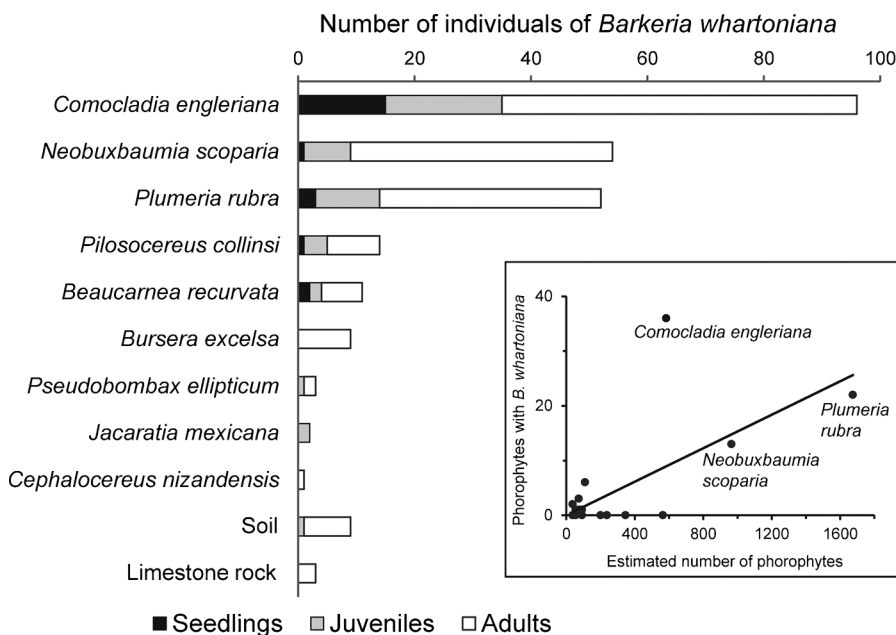 Number of individuals of Barkeria whartoniana
0 20 40 60 80 100
Comocladia engleriana
Neobuxbaumia scoparia
Plumeria rubra
Pilosocereus collinsi
Beaucarnea recurvata
Bursera excelsa
Pseudobombax ellipticum
Jacaratia mexicana
Cephalocereus nizandensis
Soil
Limestone rock
Seedlings Juveniles Adults
Phorophytes with B. whartoniana
40
20
0
Comocladia engleriana
Plumeria
rubra
Neobuxbaumia
scoparia
0 400 800 1200 1600
Estimated number of phorophytes